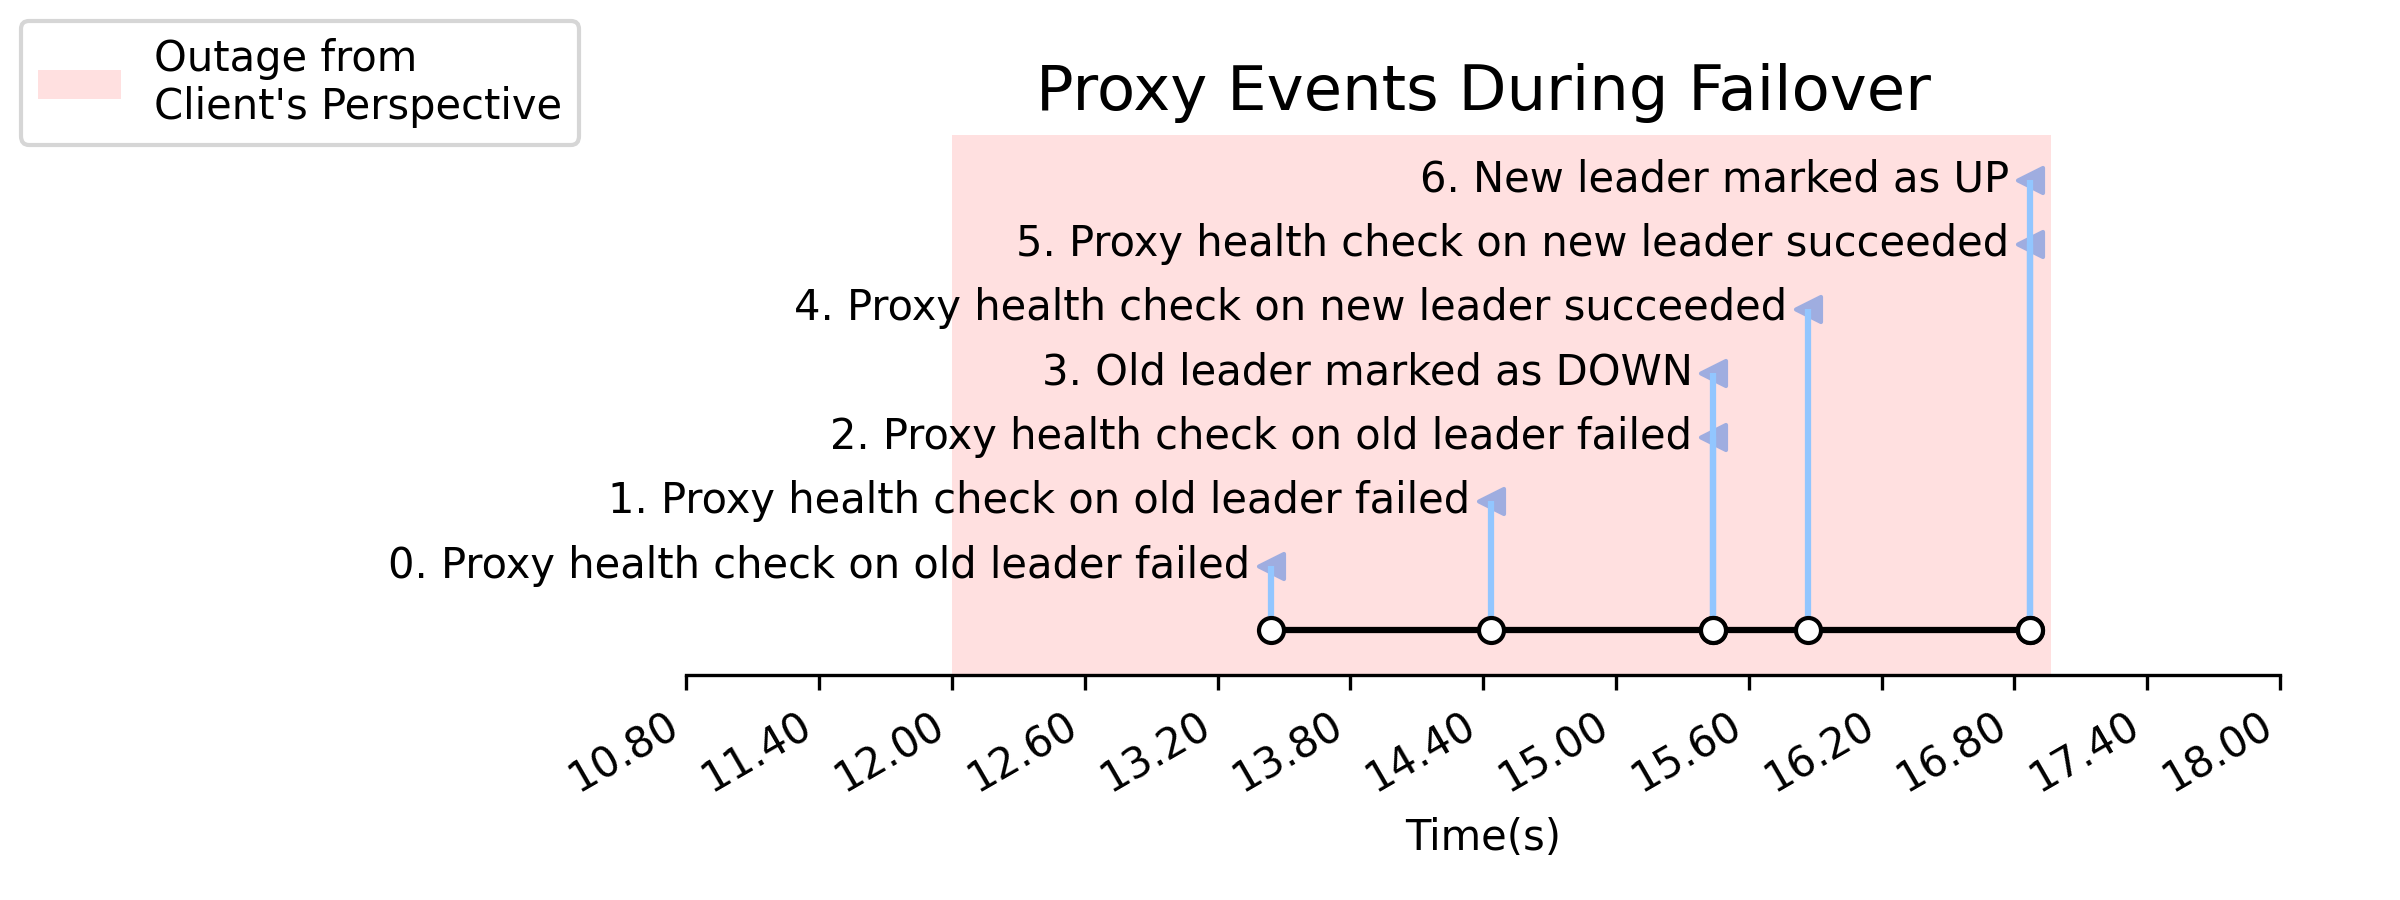 Outage from
Client's Perspective
Proxy Events During Failover
6. New leader marked as UP
5. Proxy health check on new leader succeeded
4. Proxy health check on new leader succeeded
3. Old leader marked as DOWN
2. Proxy health check on old leader failed
1. Proxy health check on old leader failed
0. Proxy health check on old leader failed
10.80 11.40 12.00 12.60 13.20 13.80 14.40 15.00 15.60 16.20 16.80 17.40 18.00
Time(s)